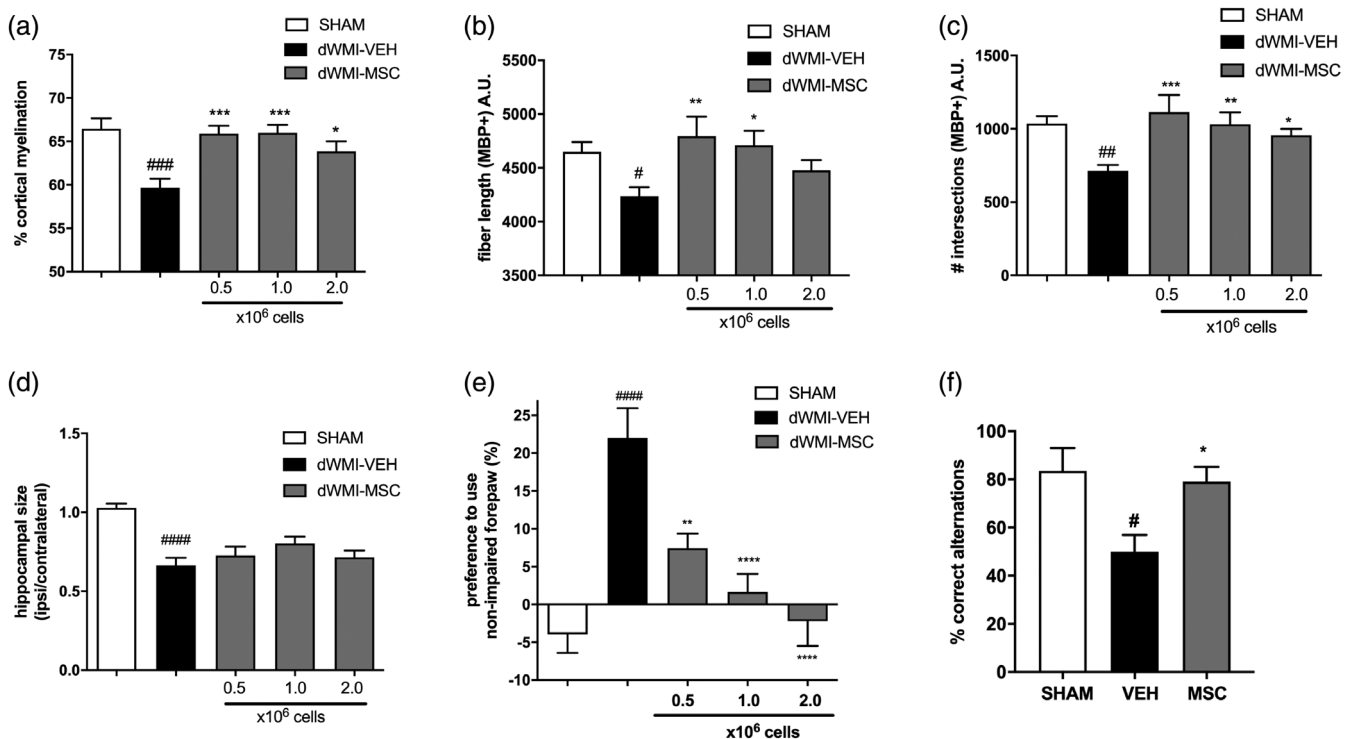 (a)
SHAM
dWMI-VEH
dWMI-MSC
% cortical myelination
75
70
65
60
55
50
###
***
***
*
0.5 1.0 2.0
x10⁶ cells
(b)
SHAM
dWMI-VEH
dWMI-MSC
fiber length (MBP+) A.U.
5500
5000
4500
4000
3500
#
**
*
0.5 1.0 2.0
x10⁶ cells
(c)
SHAM
dWMI-VEH
dWMI-MSC
# intersections (MBP+) A.U.
1500
1000
500
0
##
***
**
*
0.5 1.0 2.0
x10⁶ cells
(d)
SHAM
dWMI-VEH
dWMI-MSC
hippocampal size
(ipsi/contralateral)
1.5
1.0
0.5
0.0
####
0.5 1.0 2.0
x10⁶ cells
(e)
SHAM
dWMI-VEH
dWMI-MSC
preference to use
non-impaired forepaw (%)
25
20
15
10
5
0
-5
-10
####
**
****
****
0.5 1.0 2.0
x10⁶ cells
(f)
% correct alternations
100
80
60
40
20
0
#
*
SHAM VEH MSC